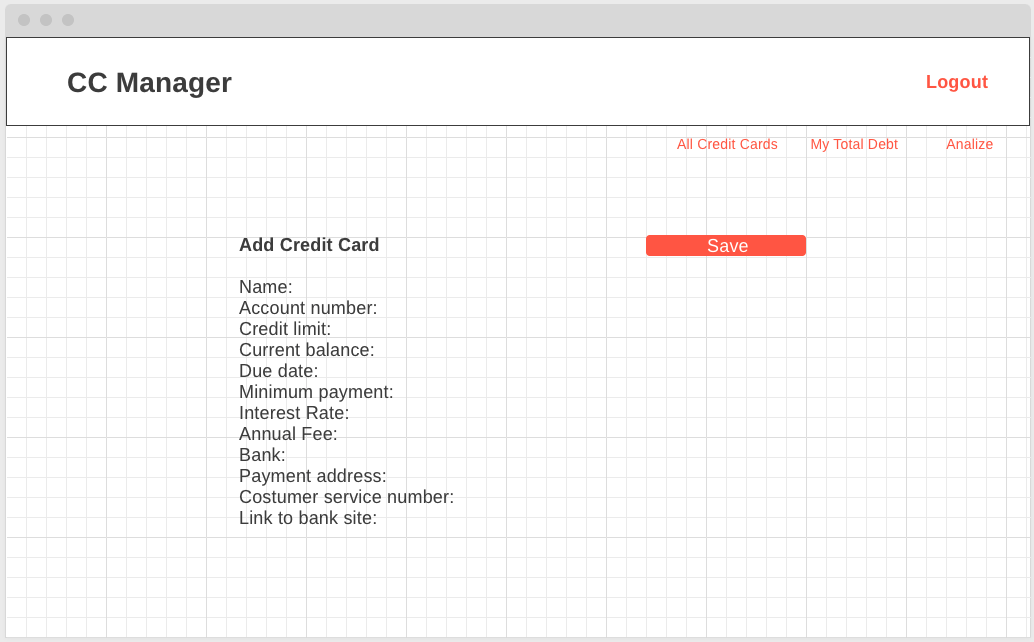 CC Manager
Logout
All Credit Cards
My Total Debt
Analize
Add Credit Card
Save
Name:
Account number:
Credit limit:
Current balance:
Due date:
Minimum payment:
Interest Rate:
Annual Fee:
Bank:
Payment address:
Costumer service number:
Link to bank site: